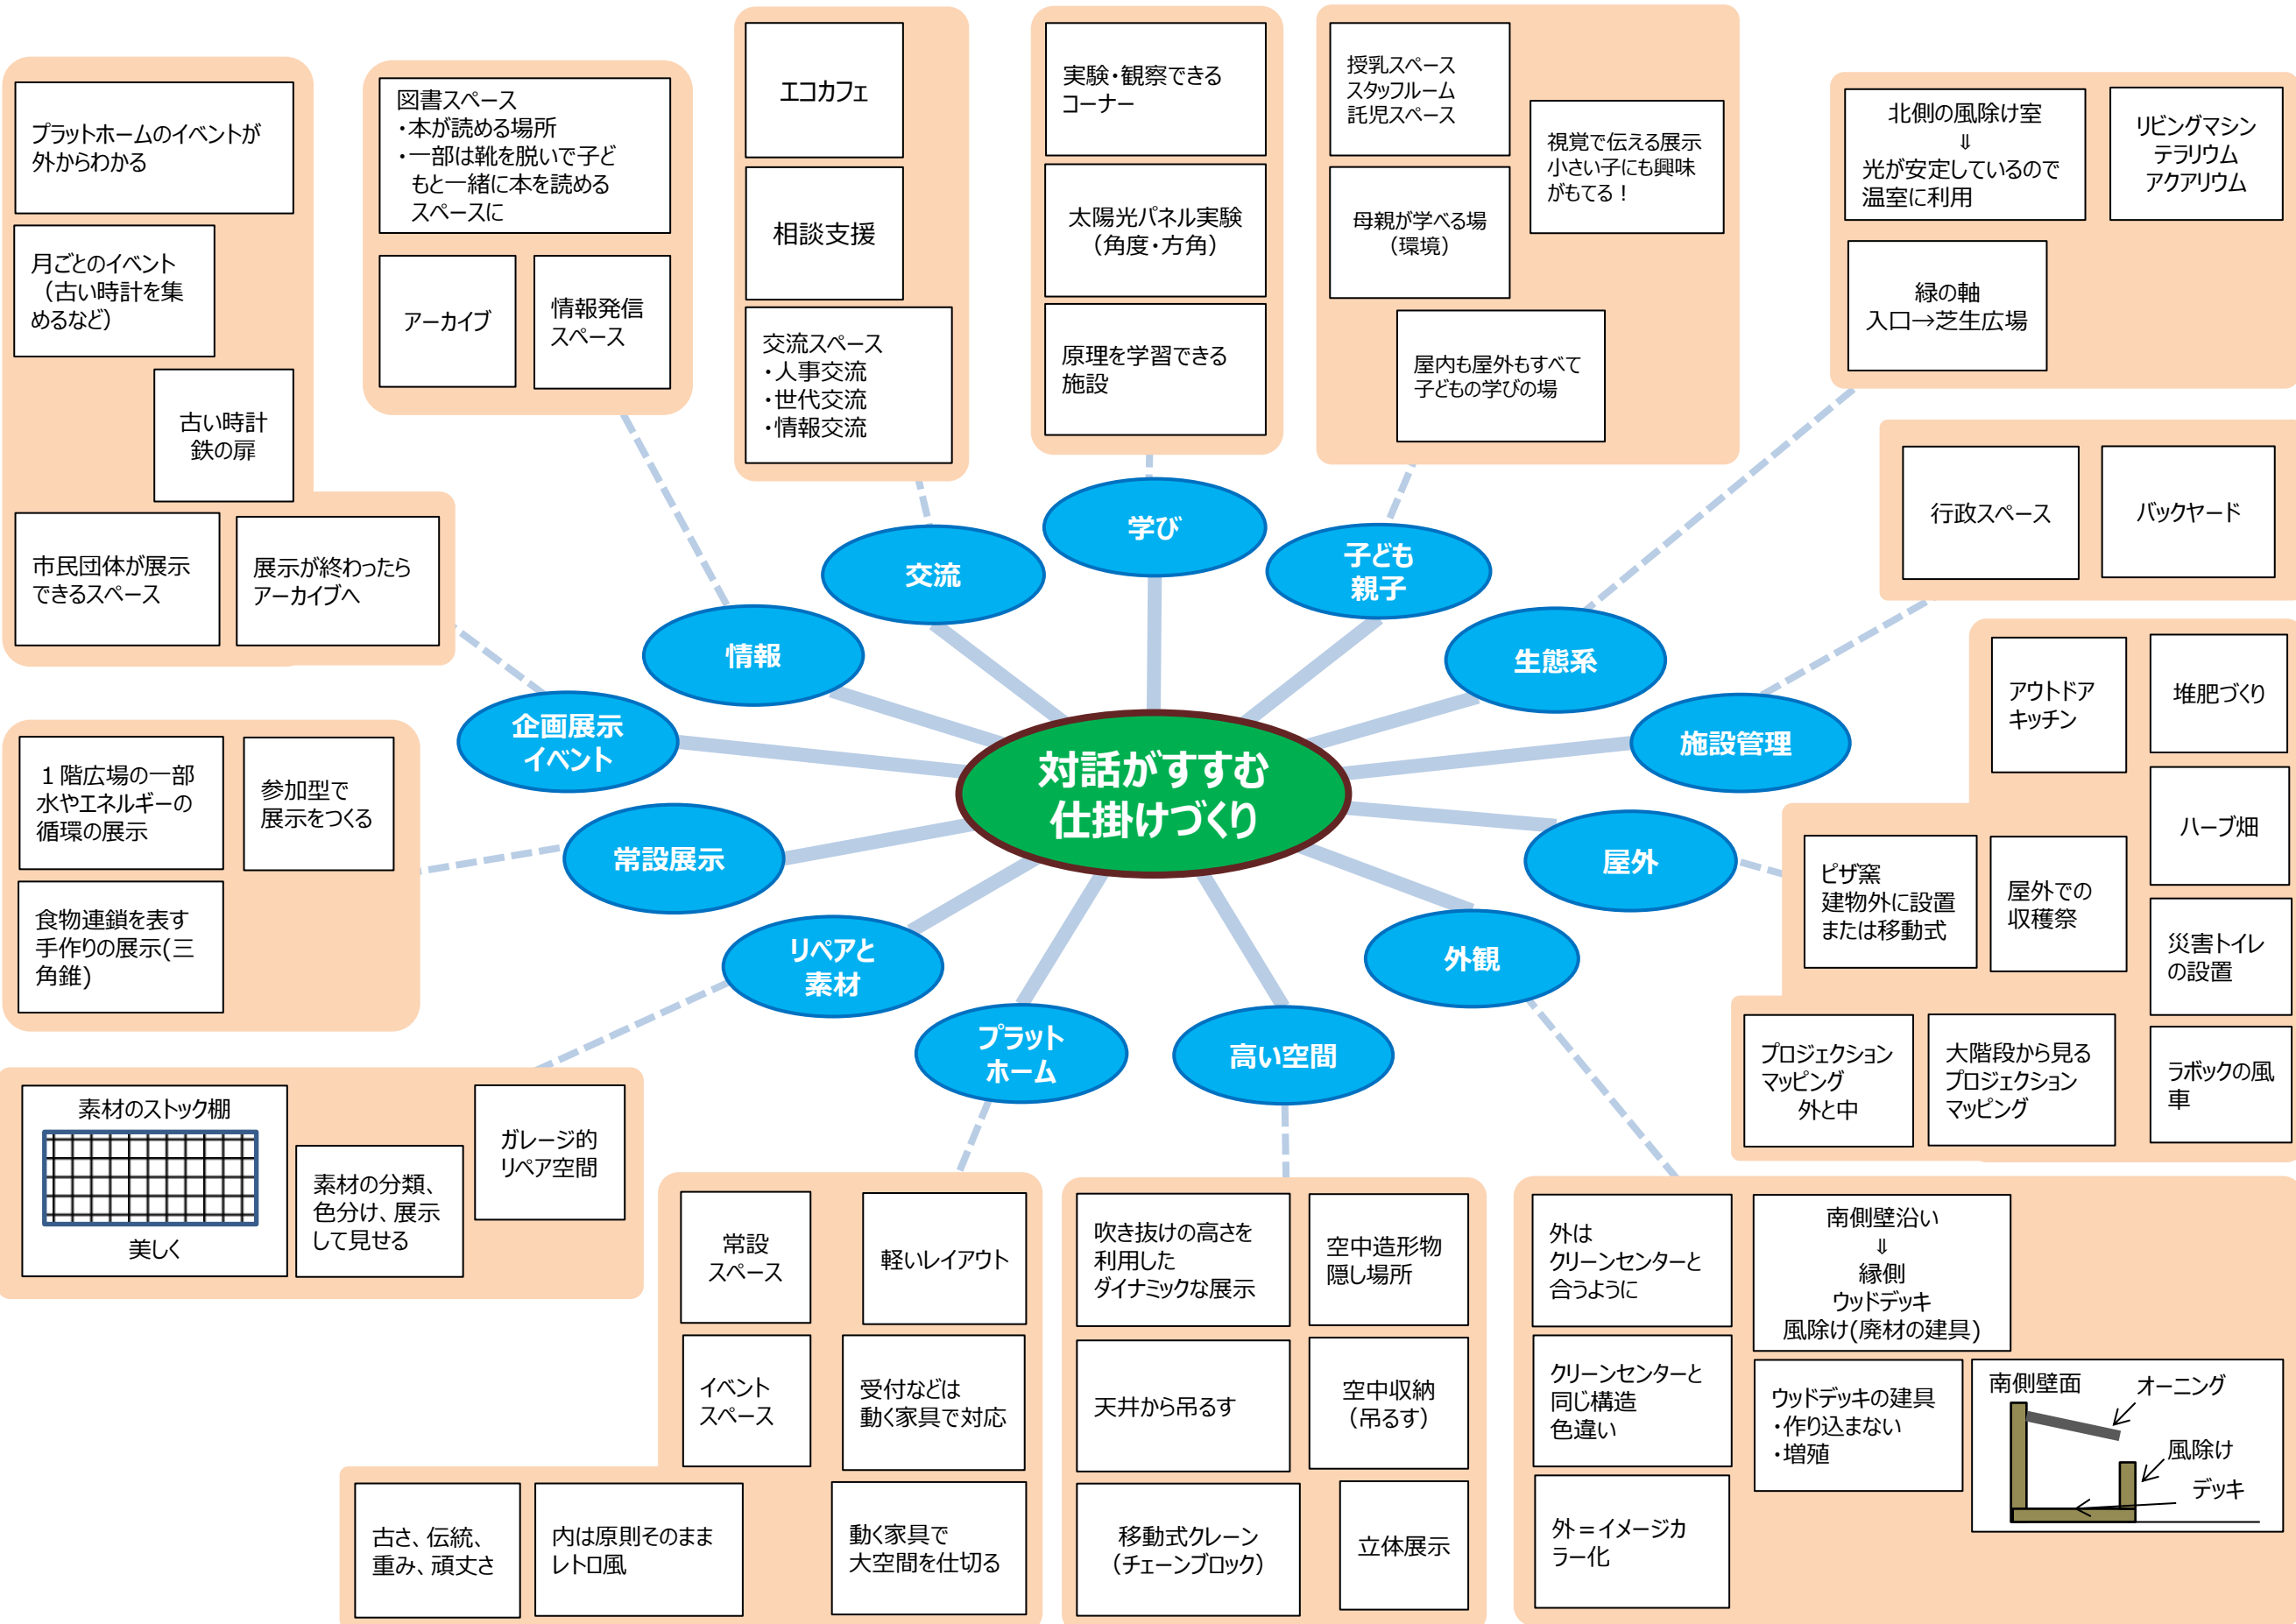 プラットホームのイベントが
外からわかる
月ごとのイベント
（古い時計を集
めるなど）
古い時計
鉄の扉
市民団体が展示
できるスペース
展示が終わったら
アーカイブへ
図書スペース
・本が読める場所
・一部は靴を脱いで子ど
もと一緒に本を読める
スペースに
アーカイブ
情報発信
スペース
エコカフェ
相談支援
交流スペース
・人事交流
・世代交流
・情報交流
実験・観察できる
コーナー
太陽光パネル実験
（角度・方角）
原理を学習できる
施設
授乳スペース
スタッフルーム
託児スペース
視覚で伝える展示
小さい子にも興味
がもてる！
母親が学べる場
（環境）
屋内も屋外もすべて
子どもの学びの場
北側の風除け室
⇓
光が安定しているので
温室に利用
リビングマシン
テラリウム
アクアリウム
緑の軸
入口→芝生広場
行政スペース
バックヤード
学び
交流
子ども
親子
情報
生態系
企画展示
イベント
施設管理
対話がすすむ
仕掛けづくり
常設展示
屋外
リペアと
素材
外観
プラット
ホーム
高い空間
１階広場の一部
水やエネルギーの
循環の展示
参加型で
展示をつくる
食物連鎖を表す
手作りの展示(三
角錐)
アウトドア
キッチン
堆肥づくり
ハーブ畑
ピザ窯
建物外に設置
または移動式
屋外での
収穫祭
災害トイレ
の設置
プロジェクション
マッピング
外と中
大階段から見る
プロジェクション
マッピング
ラボックの風
車
素材のストック棚
美しく
素材の分類、
色分け、展示
して見せる
ガレージ的
リペア空間
常設
スペース
軽いレイアウト
イベント
スペース
受付などは
動く家具で対応
古さ、伝統、
重み、頑丈さ
内は原則そのまま
レトロ風
動く家具で
大空間を仕切る
吹き抜けの高さを
利用した
ダイナミックな展示
空中造形物
隠し場所
天井から吊るす
空中収納
（吊るす）
移動式クレーン
（チェーンブロック）
立体展示
外は
クリーンセンターと
合うように
南側壁沿い
⇓
縁側
ウッドデッキ
風除け(廃材の建具)
クリーンセンターと
同じ構造
色違い
ウッドデッキの建具
・作り込まない
・増殖
南側壁面
オーニング
風除け
デッキ
外＝イメージカ
ラー化